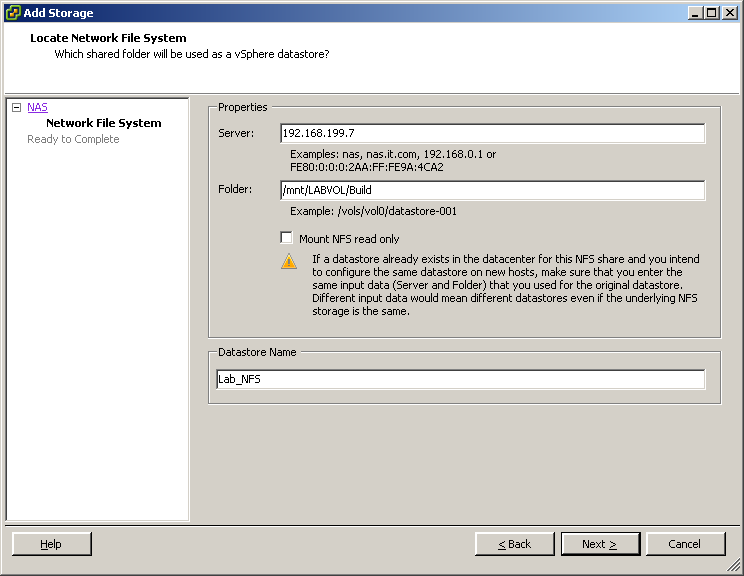 Add Storage
Locate Network File System
Which shared folder will be used as a vSphere datastore?
NAS
Network File System
Ready to Complete
Properties
Server:
192.168.199.7
Examples: nas, nas.it.com, 192.168.0.1 or
FE80:0:0:0:2AA:FF:FE9A:4CA2
Folder:
/mnt/LABVOL/Build
Example: /vols/vol0/datastore-001
Mount NFS read only
If a datastore already exists in the datacenter for this NFS share and you intend
to configure the same datastore on new hosts, make sure that you enter the
same input data (Server and Folder) that you used for the original datastore.
Different input data would mean different datastores even if the underlying NFS
storage is the same.
Datastore Name
Lab_NFS
Help
< Back
Next >
Cancel